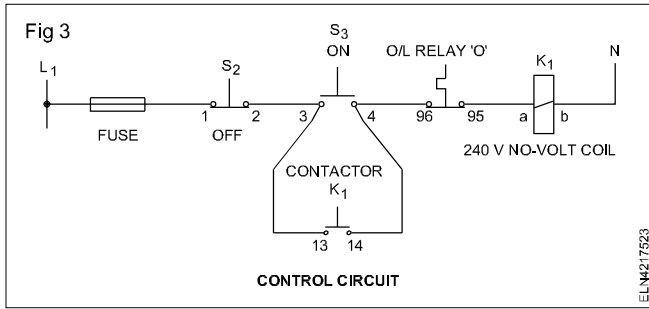 Fig 3
L1
S2
S3
ON
O/L RELAY 'O'
K1
N
FUSE
1 2
OFF
3 4
96 95
a b
240 V NO-VOLT COIL
CONTACTOR
K1
13 14
CONTROL CIRCUIT
ELN4217523